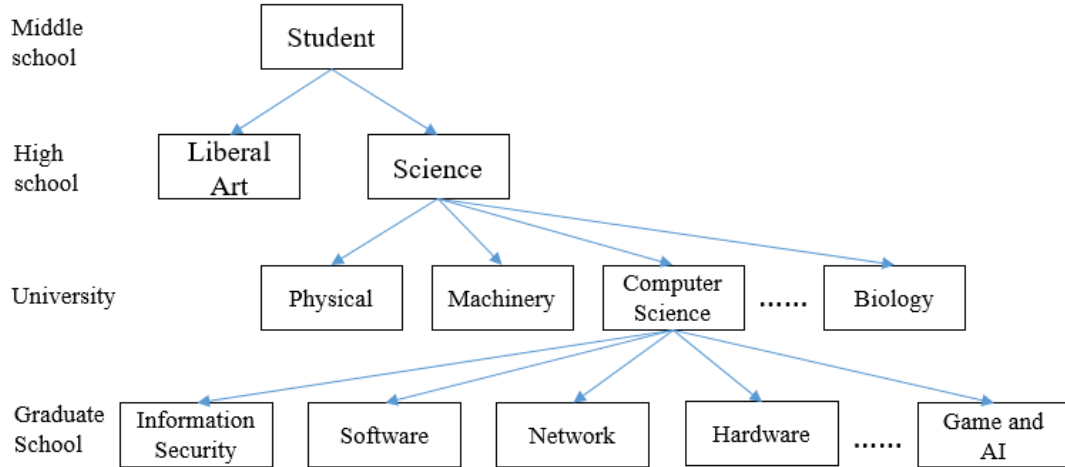 Middle
school
Student
High
school
Liberal
Art
Science
University
Physical
Machinery
Computer
Science
......
Biology
Graduate
School
Information
Security
Software
Network
Hardware
......
Game and
AI